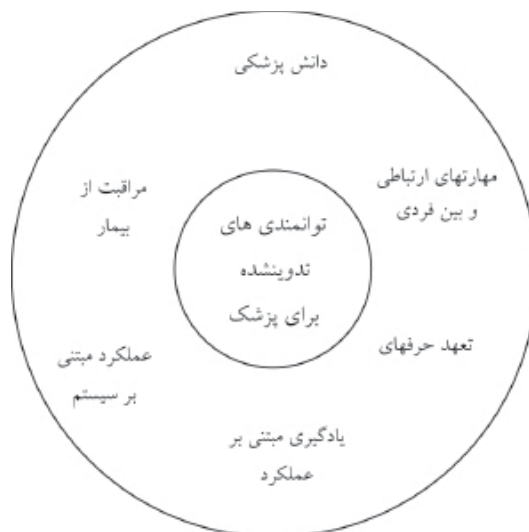 دانش پزشکی
مهارتهای ارتباطی
و بین فردی
مراقبت از
بیمار
توانمندی های
تدوینشده
برای پزشک
تعهد حرفهای
عملکرد مبتنی
بر سیستم
یادگیری مبتنی بر
عملکرد